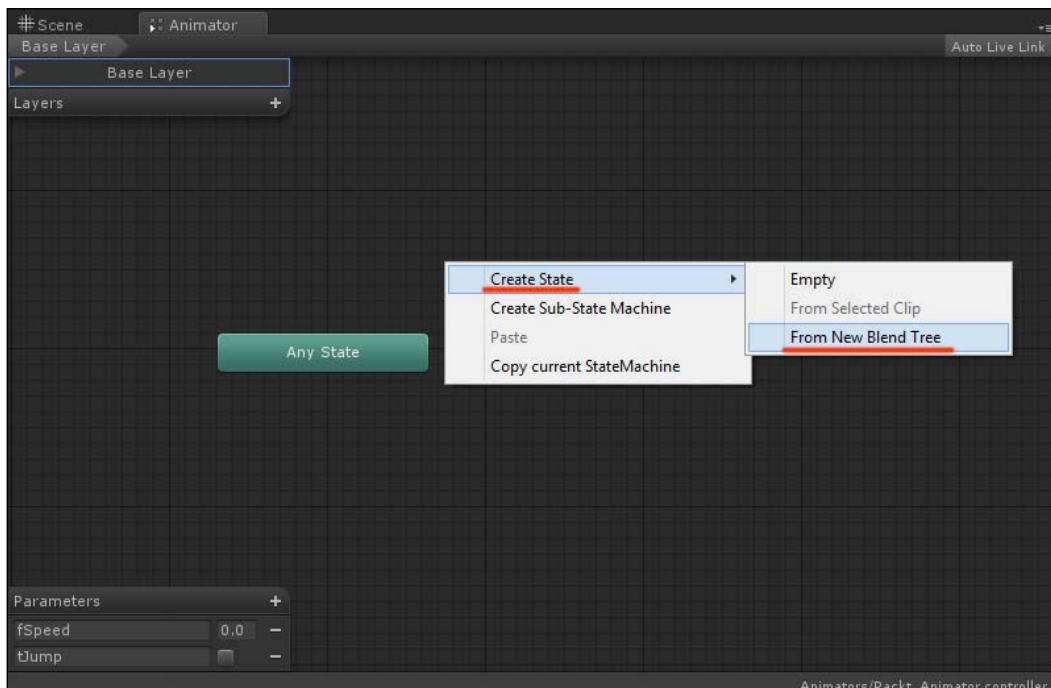 Scene Animator
Base Layer Auto Live Link
Base Layer
Layers +
Create State Empty
Create Sub-State Machine From Selected Clip
Paste From New Blend Tree
Any State
Copy current StateMachine
Parameters +
fSpeed 0.0 −
tJump −
Animators/Packt_Animator.controller